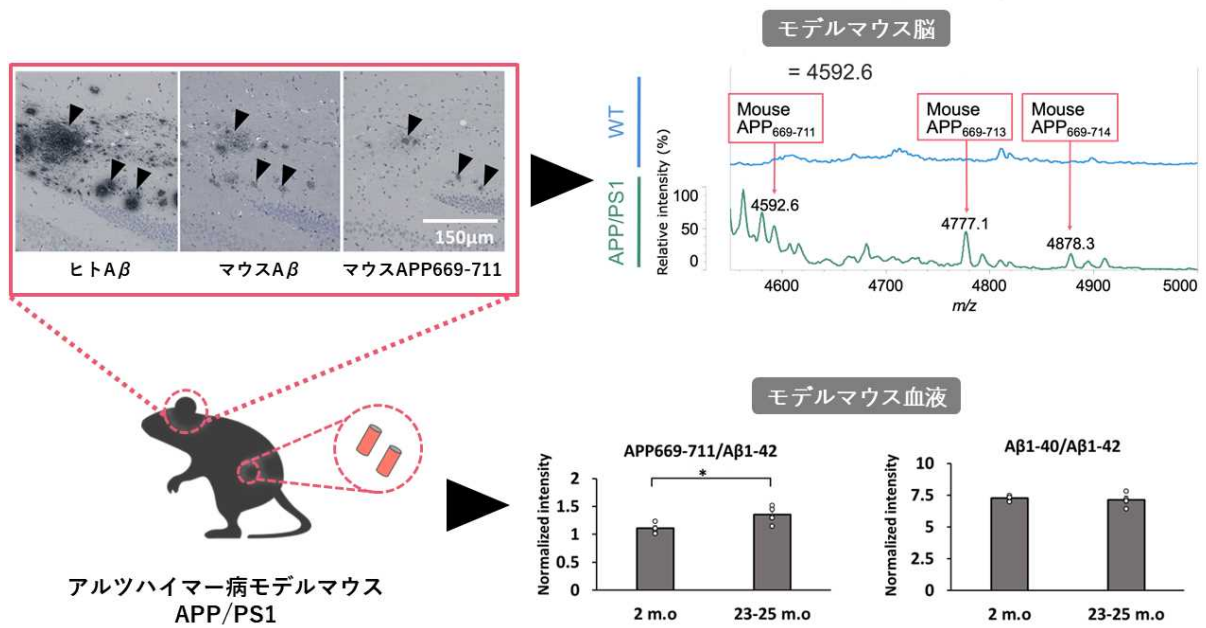 モデルマウス脳
= 4592.6
Mouse
APP669-711
Mouse
APP669-713
Mouse
APP669-714
WT
APP/PS1
Relative intensity (%)
100
50
0
4592.6
4777.1
4878.3
4600
4700
4800
4900
5000
m/z
150μm
ヒトAβ
マウスAβ
マウスAPP669-711
アルツハイマー病モデルマウス
APP/PS1
モデルマウス血液
APP669-711/Aβ1-42
Normalized intensity
2
1.5
1
0.5
0
*
2 m.o
23-25 m.o
Aβ1-40/Aβ1-42
Normalized intensity
10
7.5
5
2.5
0
2 m.o
23-25 m.o